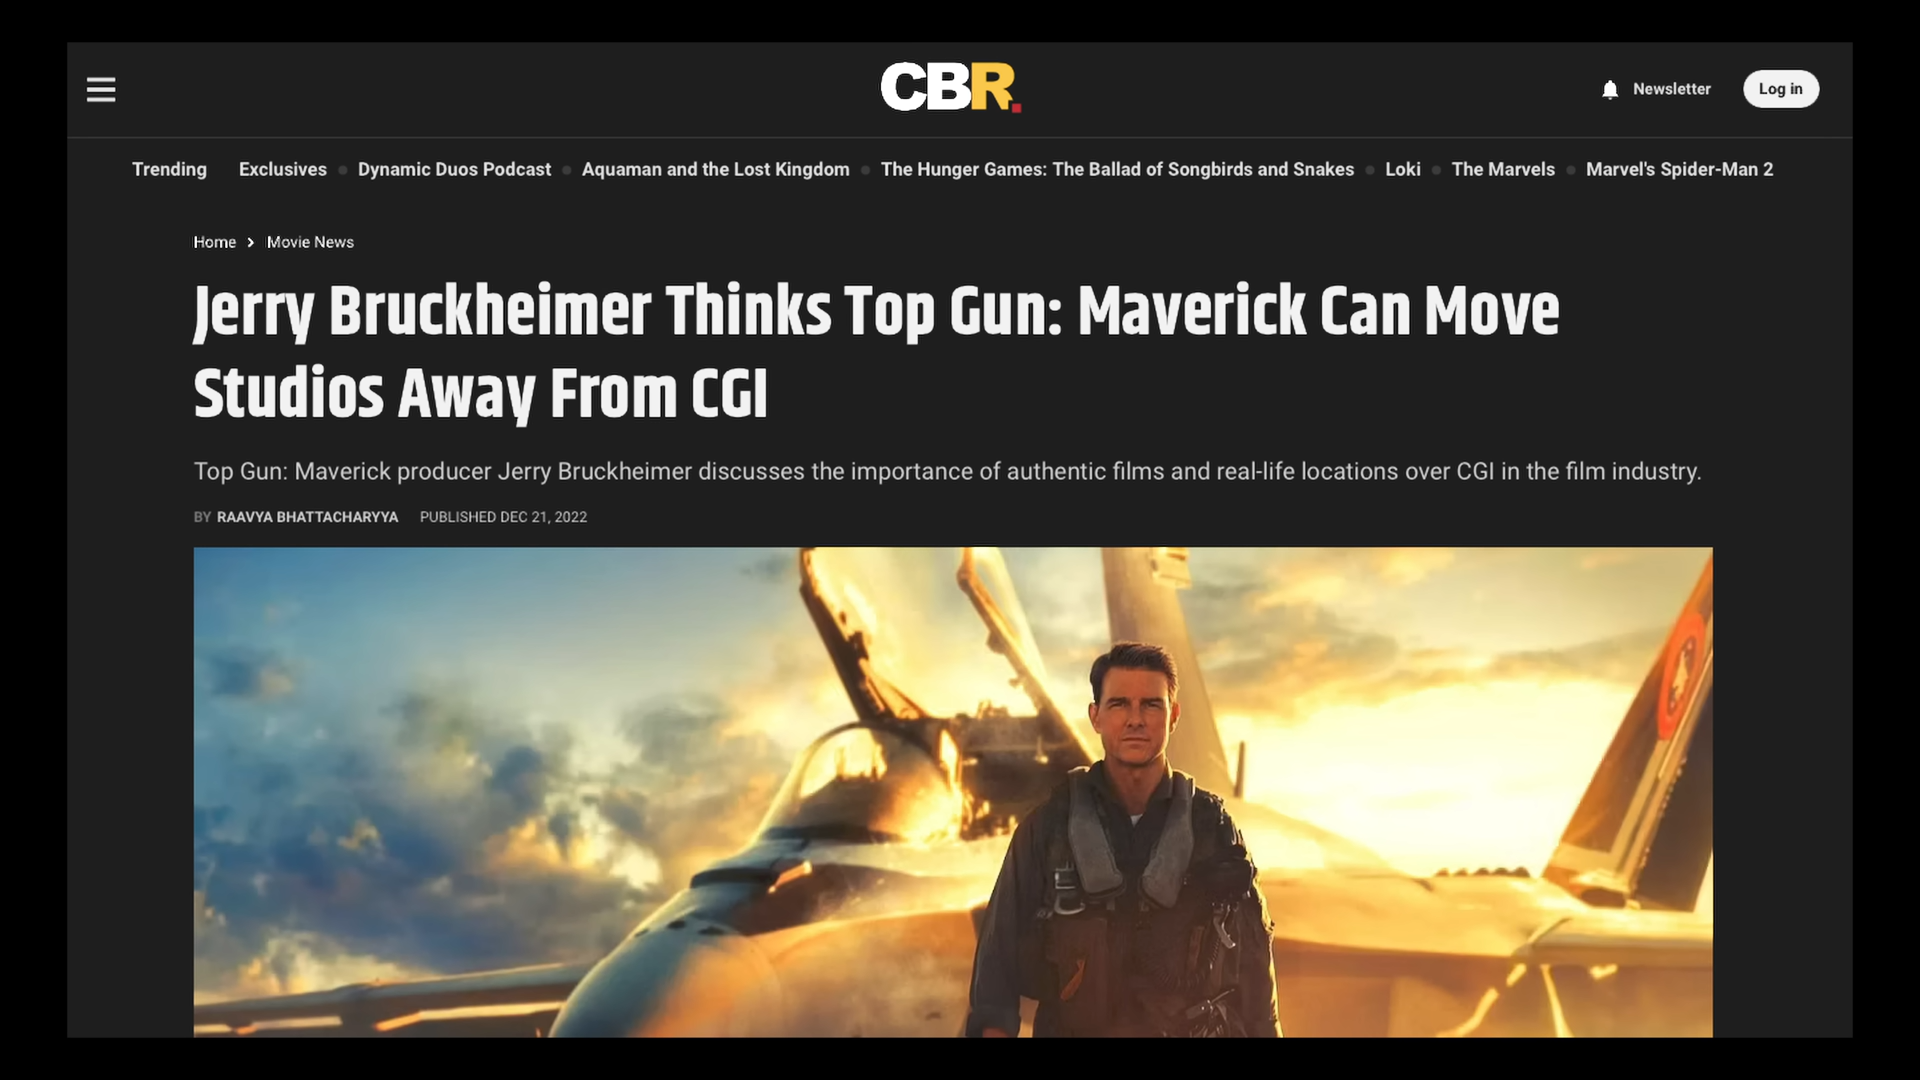 CBR.
Newsletter
Log in
Trending Exclusives Dynamic Duos Podcast Aquaman and the Lost Kingdom The Hunger Games: The Ballad of Songbirds and Snakes Loki The Marvels Marvel's Spider-Man 2
Home > Movie News
Jerry Bruckheimer Thinks Top Gun: Maverick Can Move
Studios Away From CGI
Top Gun: Maverick producer Jerry Bruckheimer discusses the importance of authentic films and real-life locations over CGI in the film industry.
BY RAAVYA BHATTACHARYYA PUBLISHED DEC 21, 2022